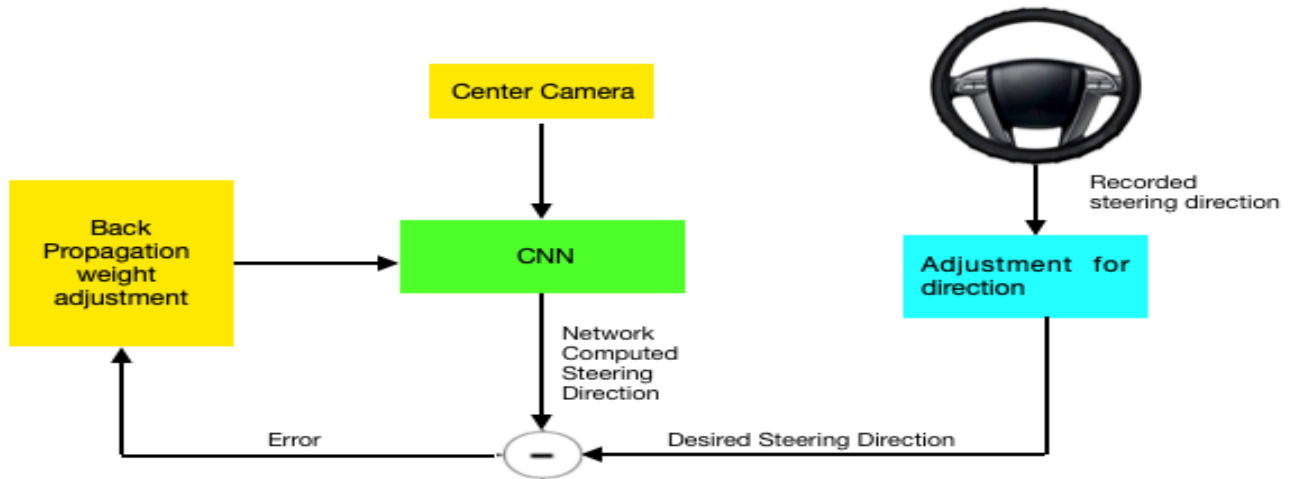 Center Camera
Recorded
steering direction
Back
Propagation
weight
adjustment
CNN
Adjustment for
direction
Network
Computed
Steering
Direction
Error
-
Desired Steering Direction